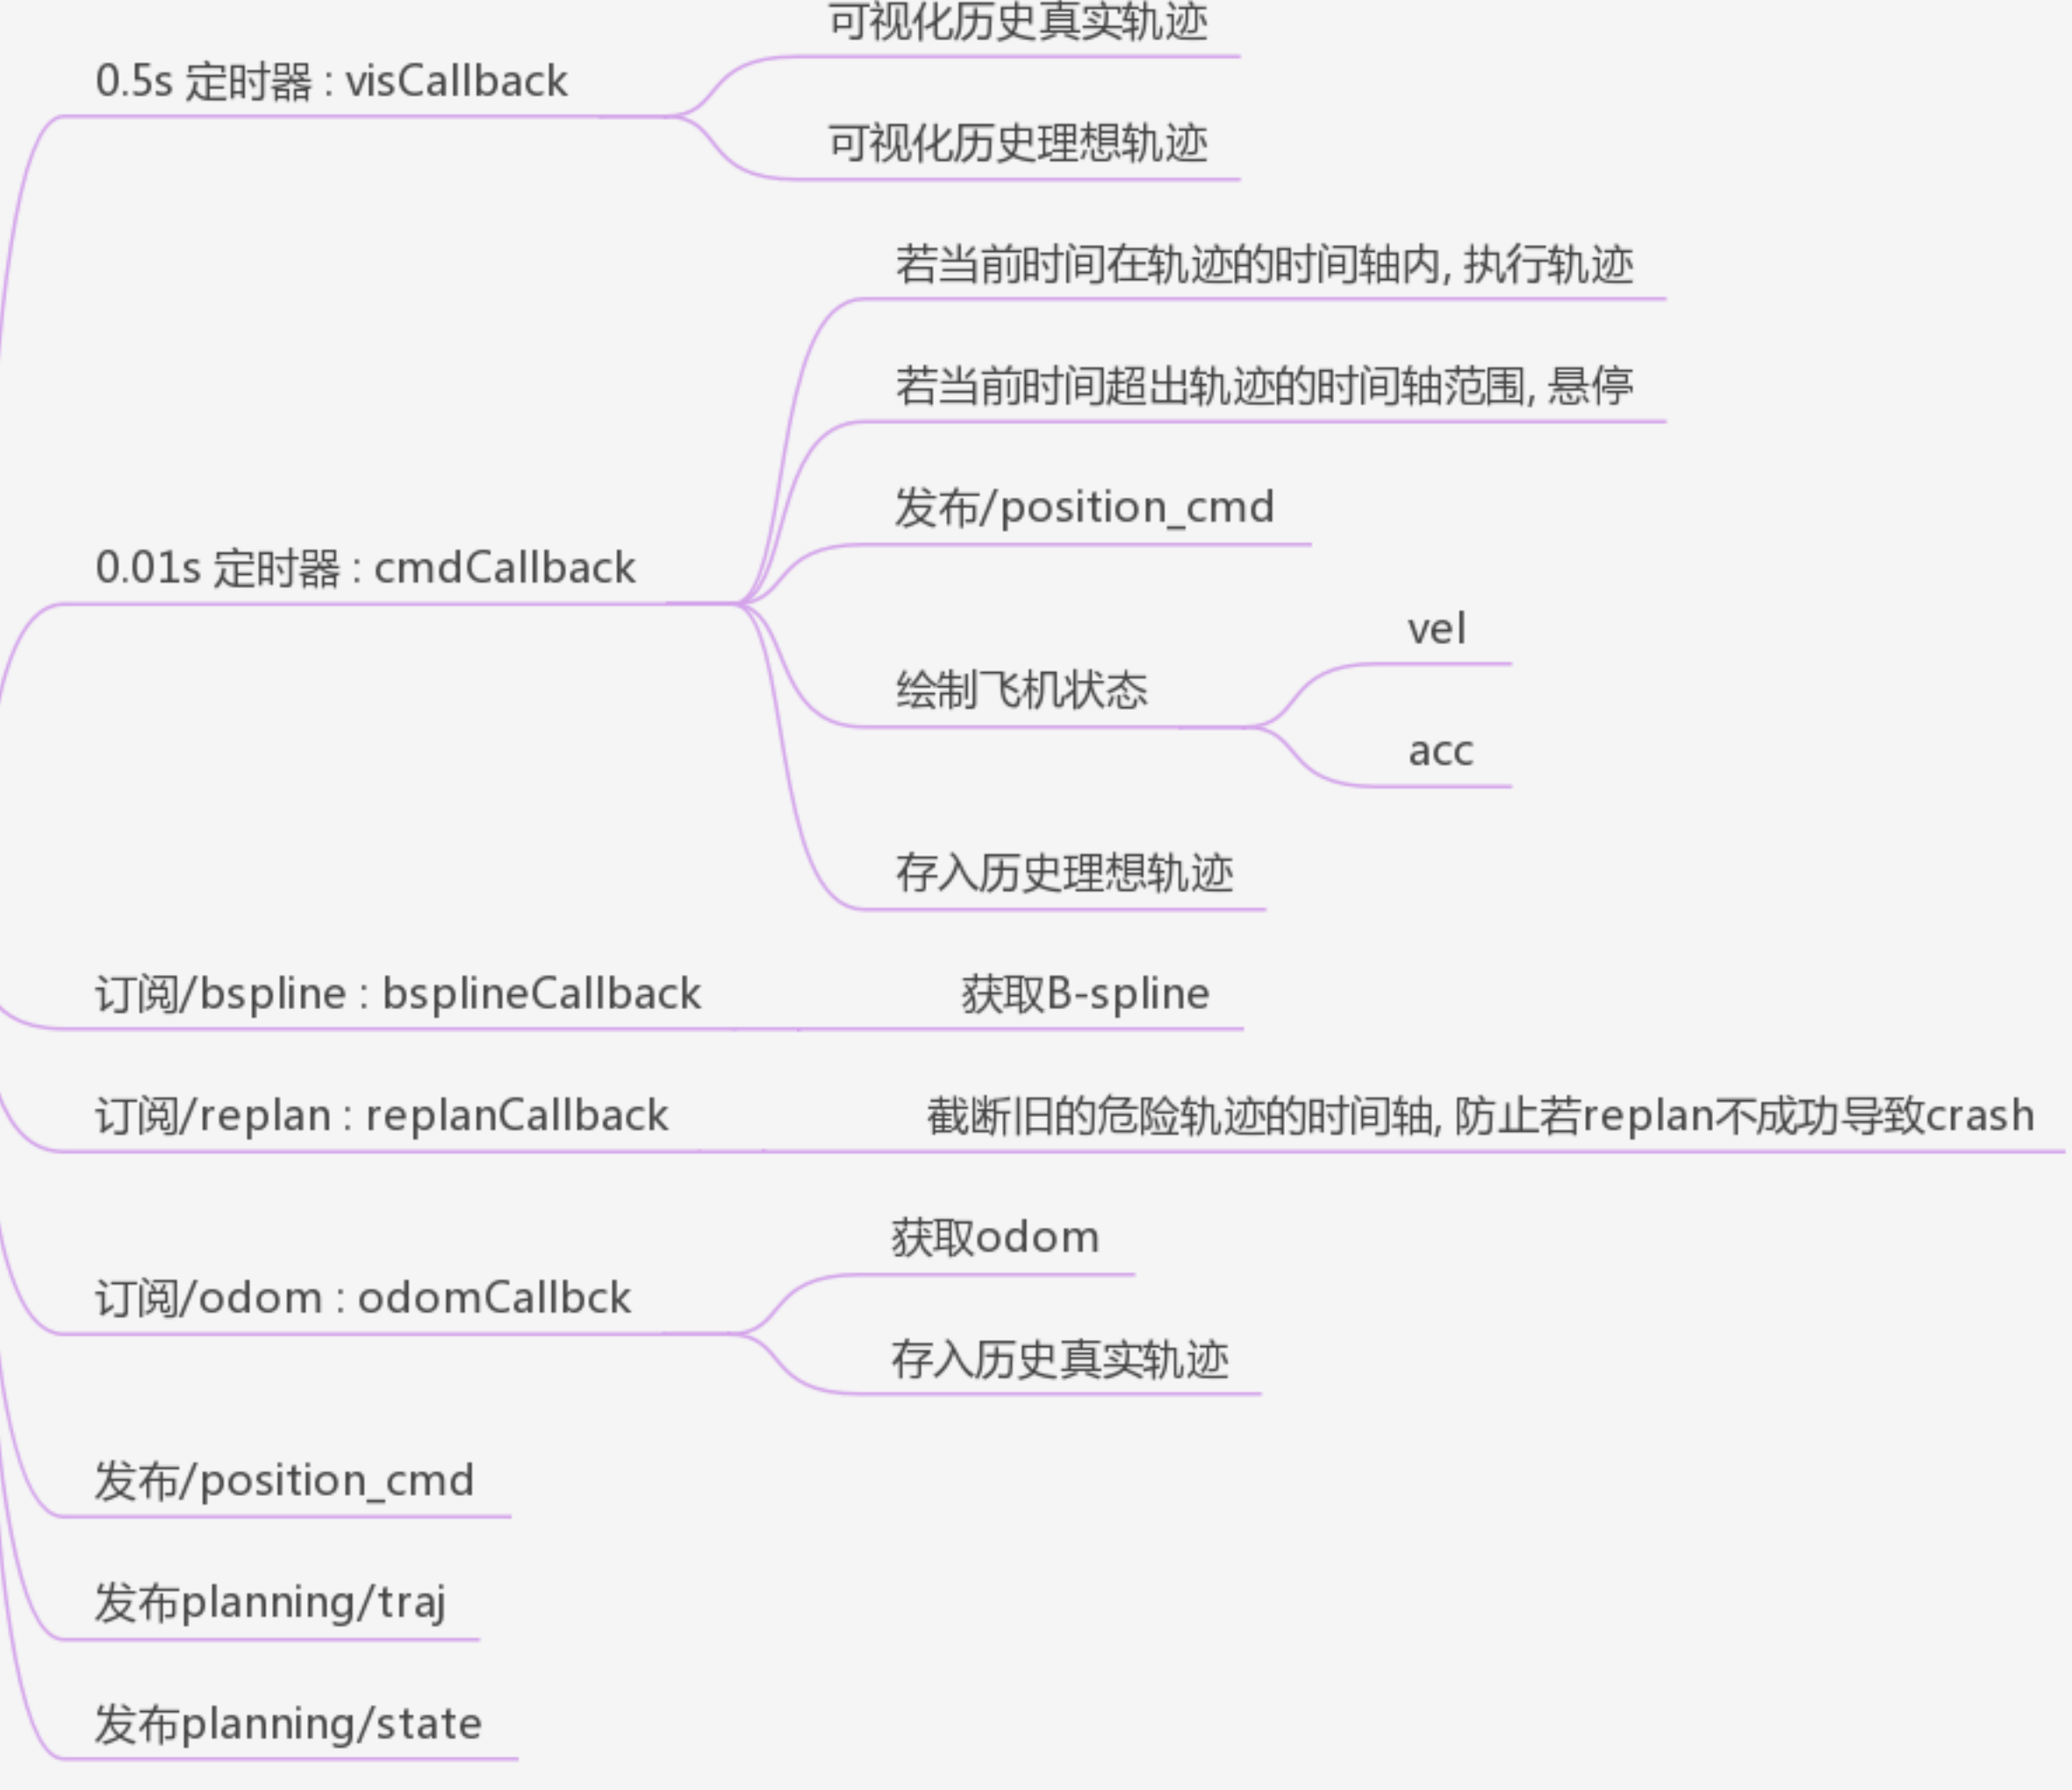 可视化历史真实轨迹
0.5s 定时器 : visCallback
可视化历史理想轨迹
若当前时间在轨迹的时间轴内, 执行轨迹
若当前时间超出轨迹的时间轴范围, 悬停
发布/position_cmd
0.01s 定时器 : cmdCallback
vel
绘制飞机状态
acc
存入历史理想轨迹
订阅/bspline : bsplineCallback 获取B-spline
订阅/replan : replanCallback 截断旧的危险轨迹的时间轴, 防止若replan不成功导致crash
获取odom
订阅/odom : odomCallbck
存入历史真实轨迹
发布/position_cmd
发布planning/traj
发布planning/state